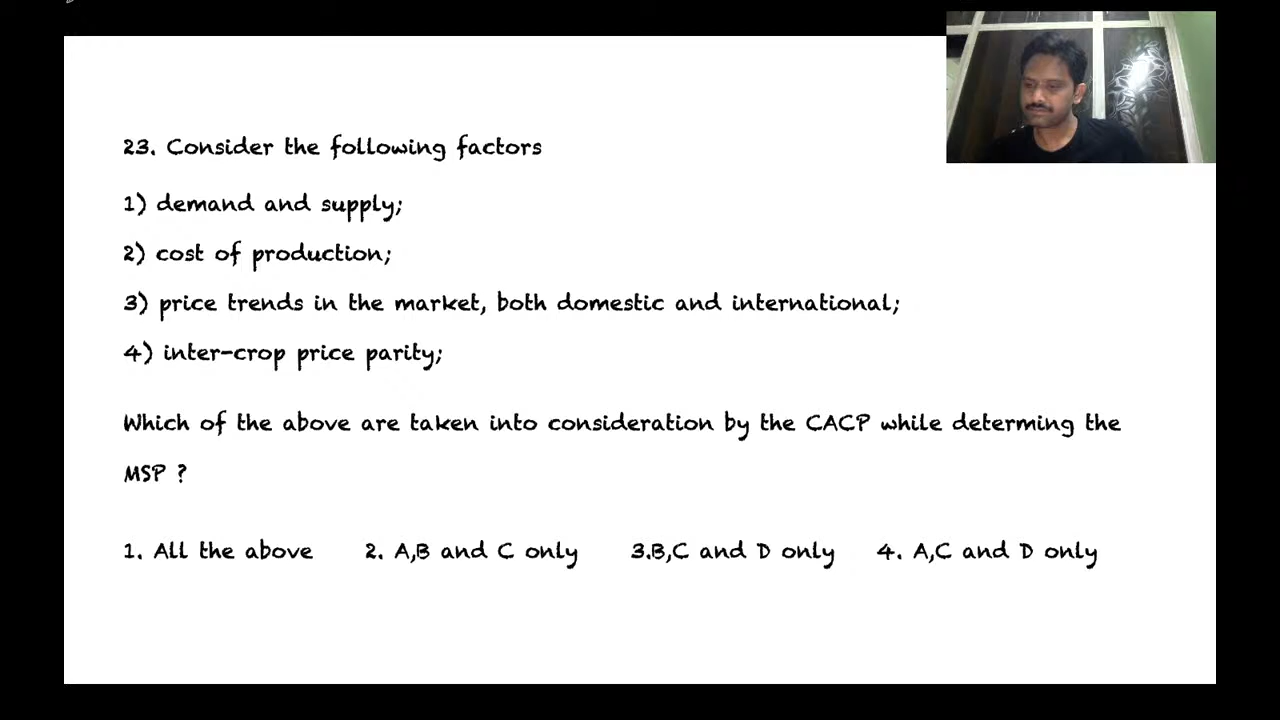 23. Consider the following factors
1) demand and supply;
2) cost of production;
3) price trends in the market, both domestic and international;
4) inter-crop price parity;
Which of the above are taken into consideration by the CACP while determing the
MSP ?
1. All the above 2. A,B and C only 3.B,C and D only 4. A,C and D only